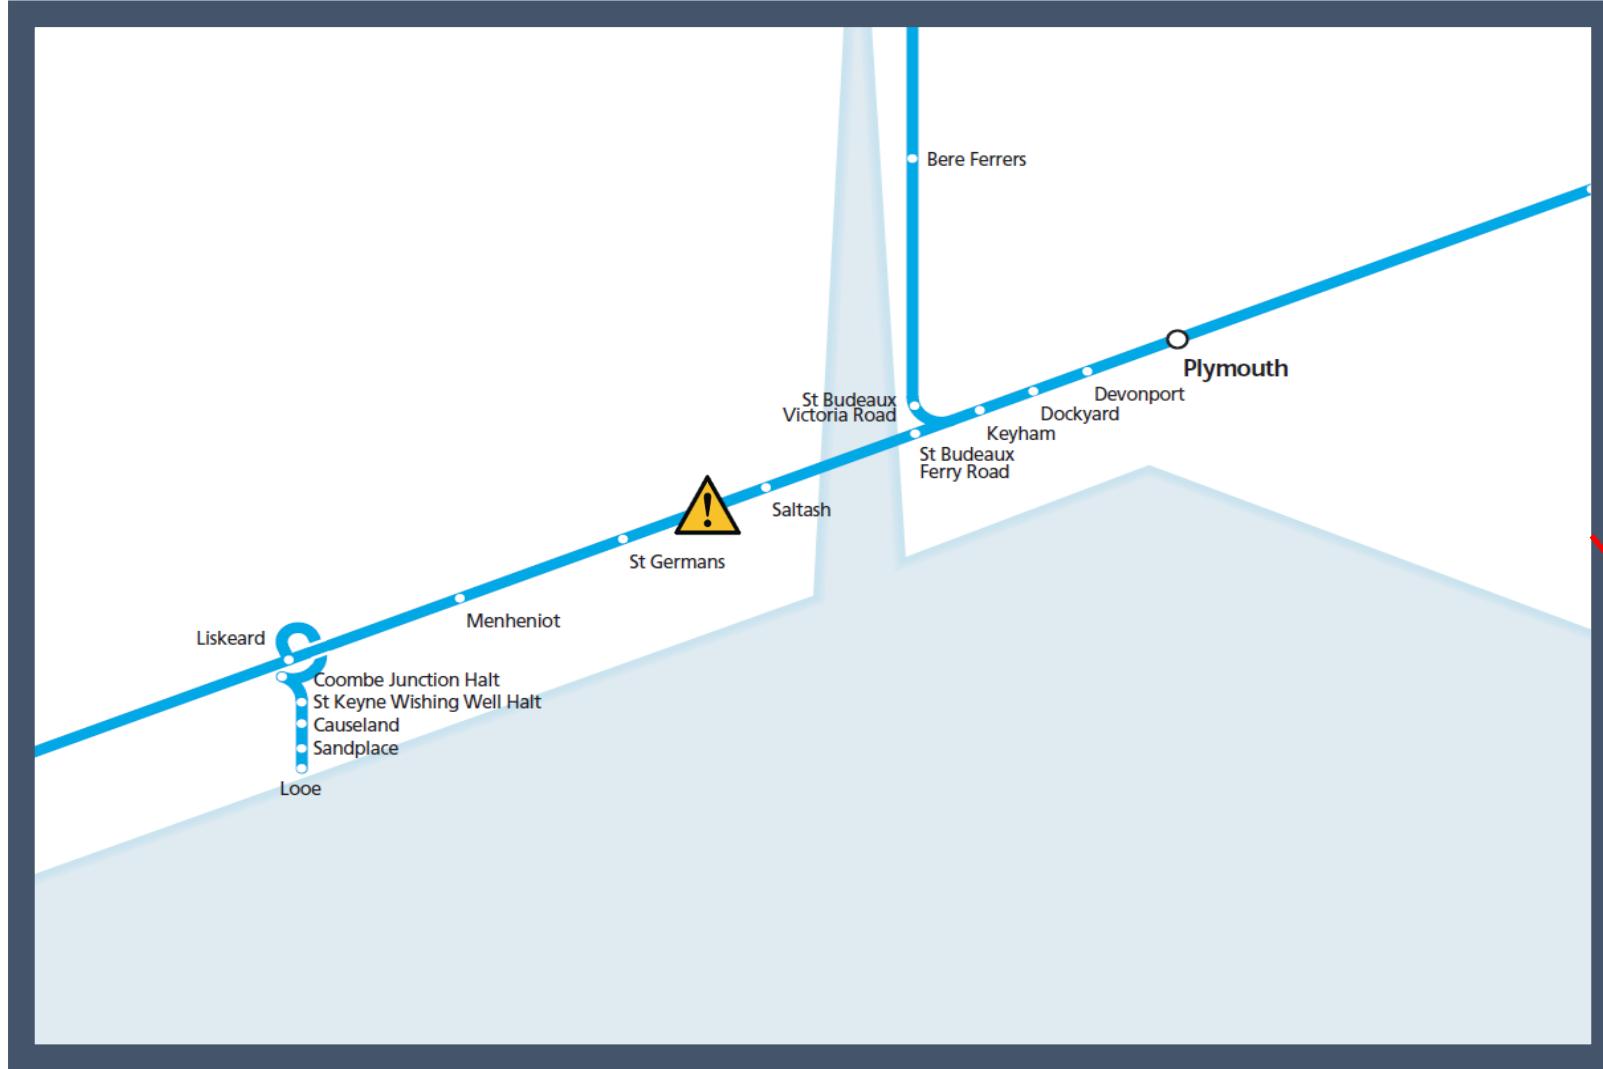 Bere Ferrers
Plymouth
Devonport
St Budeaux
Victoria Road
Dockyard
Keyham
St Budeaux
Ferry Road
Saltash
!
St Germans
Menheniot
Liskeard
Coombe Junction Halt
St Keyne Wishing Well Halt
Causeland
Sandplace
Looe